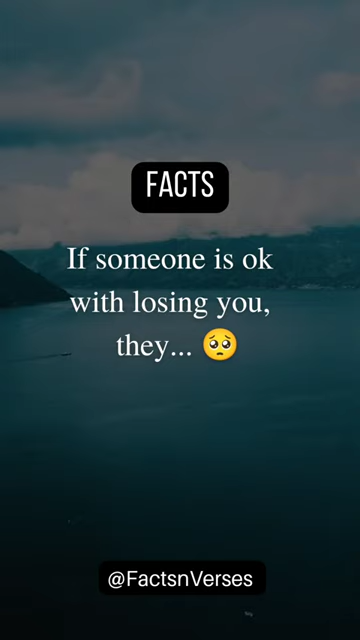 FACTS
If someone is ok
with losing you,
they... 🥺
@FactsnVerses